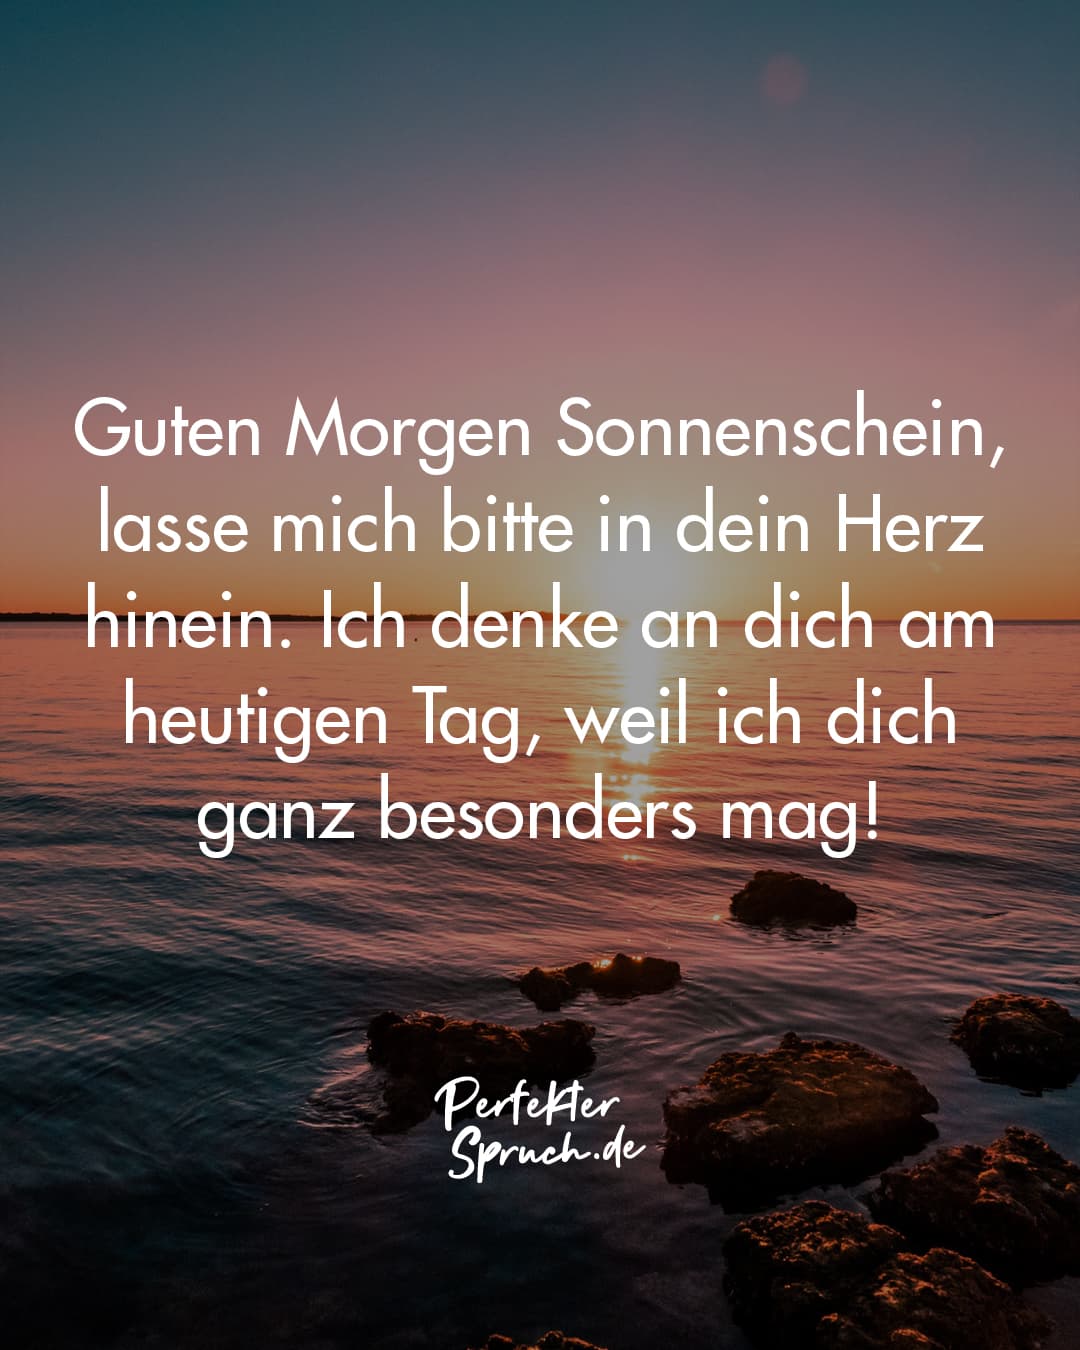 Guten Morgen Sonnenschein,
lasse mich bitte in dein Herz
hinein. Ich denke an dich am
heutigen Tag, weil ich dich
ganz besonders mag!
Perfekter
Spruch.de